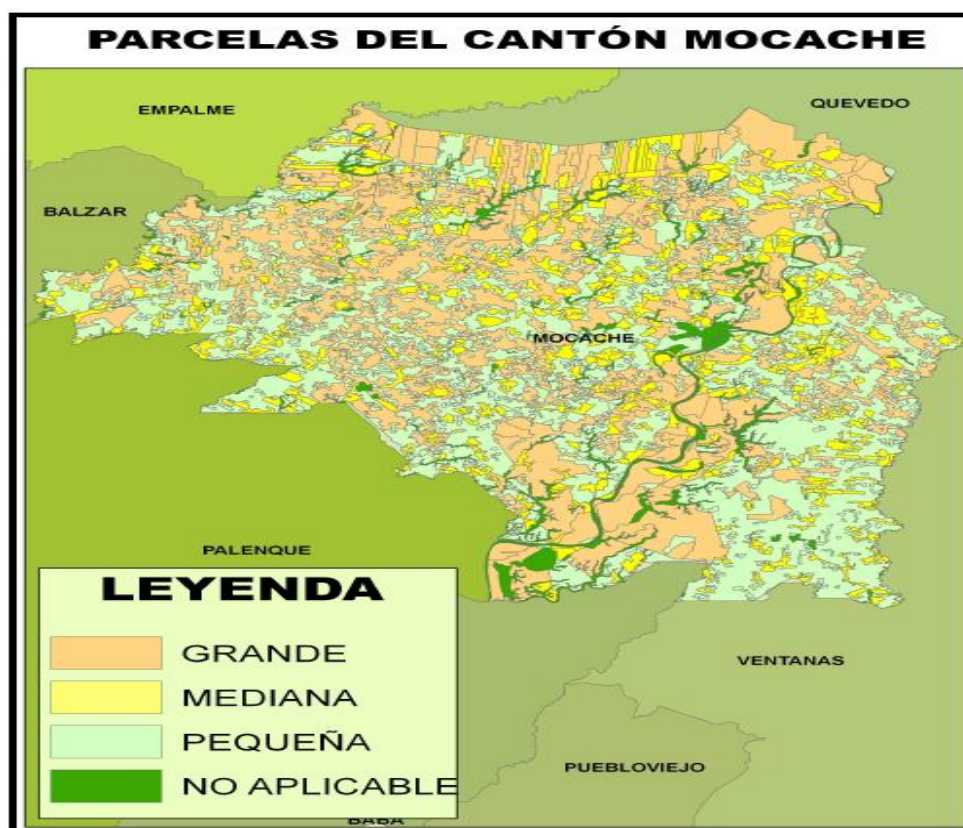 PARCELAS DEL CANTÓN MOCACHE
EMPALME
QUEVEDO
BALZAR
MOCACHE
PALENQUE
LEYENDA
GRANDE
MEDIANA
PEQUEÑA
NO APLICABLE
VENTANAS
PUEBLOVIEJO
BABA